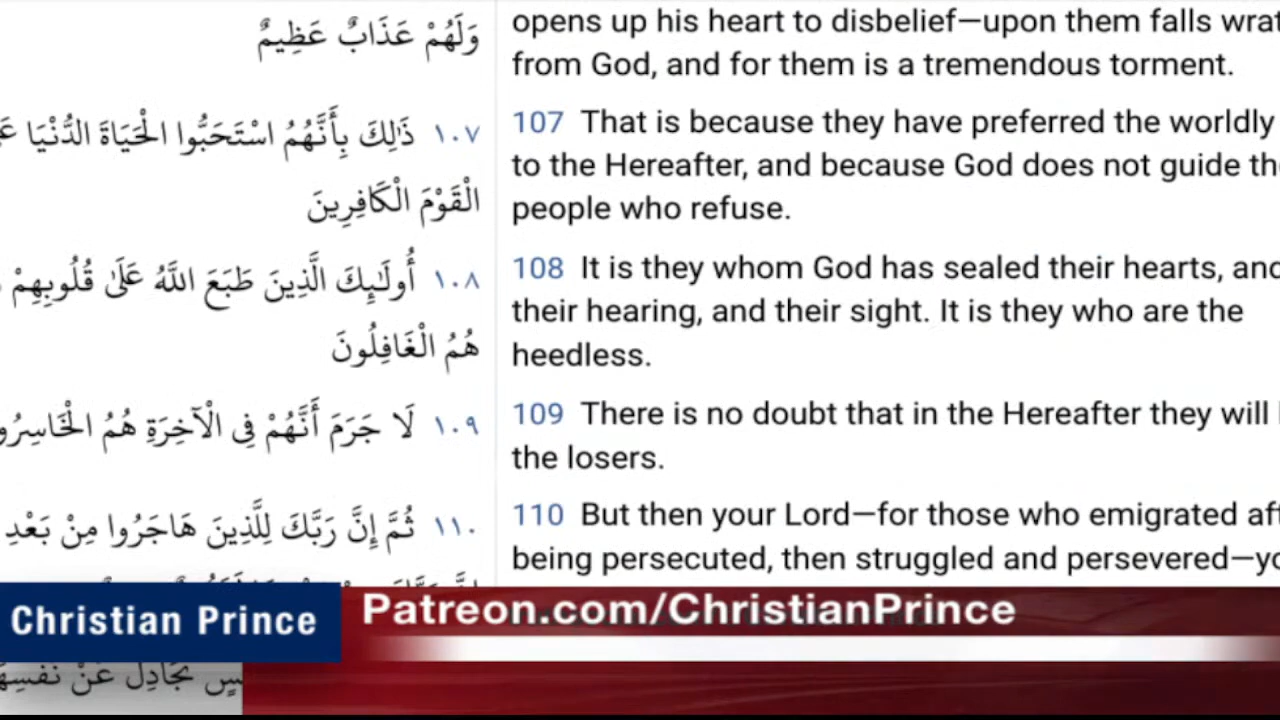 وَلَهُمْ عَذَابٌ عَظِيمٌ
١٠٧ ذَٰلِكَ بِأَنَّهُمُ اسْتَحَبُّوا الْحَيَاةَ الدُّنْيَا
الْقَوْمَ الْكَافِرِينَ
١٠٨ أُولَٰئِكَ الَّذِينَ طَبَعَ اللَّهُ عَلَىٰ قُلُوبِهِمْ
هُمُ الْغَافِلُونَ
١٠٩ لَا جَرَمَ أَنَّهُمْ فِي الْآخِرَةِ هُمُ
١١٠ ثُمَّ إِنَّ رَبَّكَ لِلَّذِينَ هَاجَرُوا مِنْ بَعْدِ
تُجَادِلُ عَنْ نَفْسِهَا
opens up his heart to disbelief—upon them falls
from God, and for them is a tremendous torment.
107 That is because they have preferred the worldly
to the Hereafter, and because God does not guide
people who refuse.
108 It is they whom God has sealed their hearts, and
their hearing, and their sight. It is they who are the
heedless.
109 There is no doubt that in the Hereafter they will
the losers.
110 But then your Lord—for those who emigrated
being persecuted, then struggled and persevered—
Christian Prince
Patreon.com/ChristianPrince